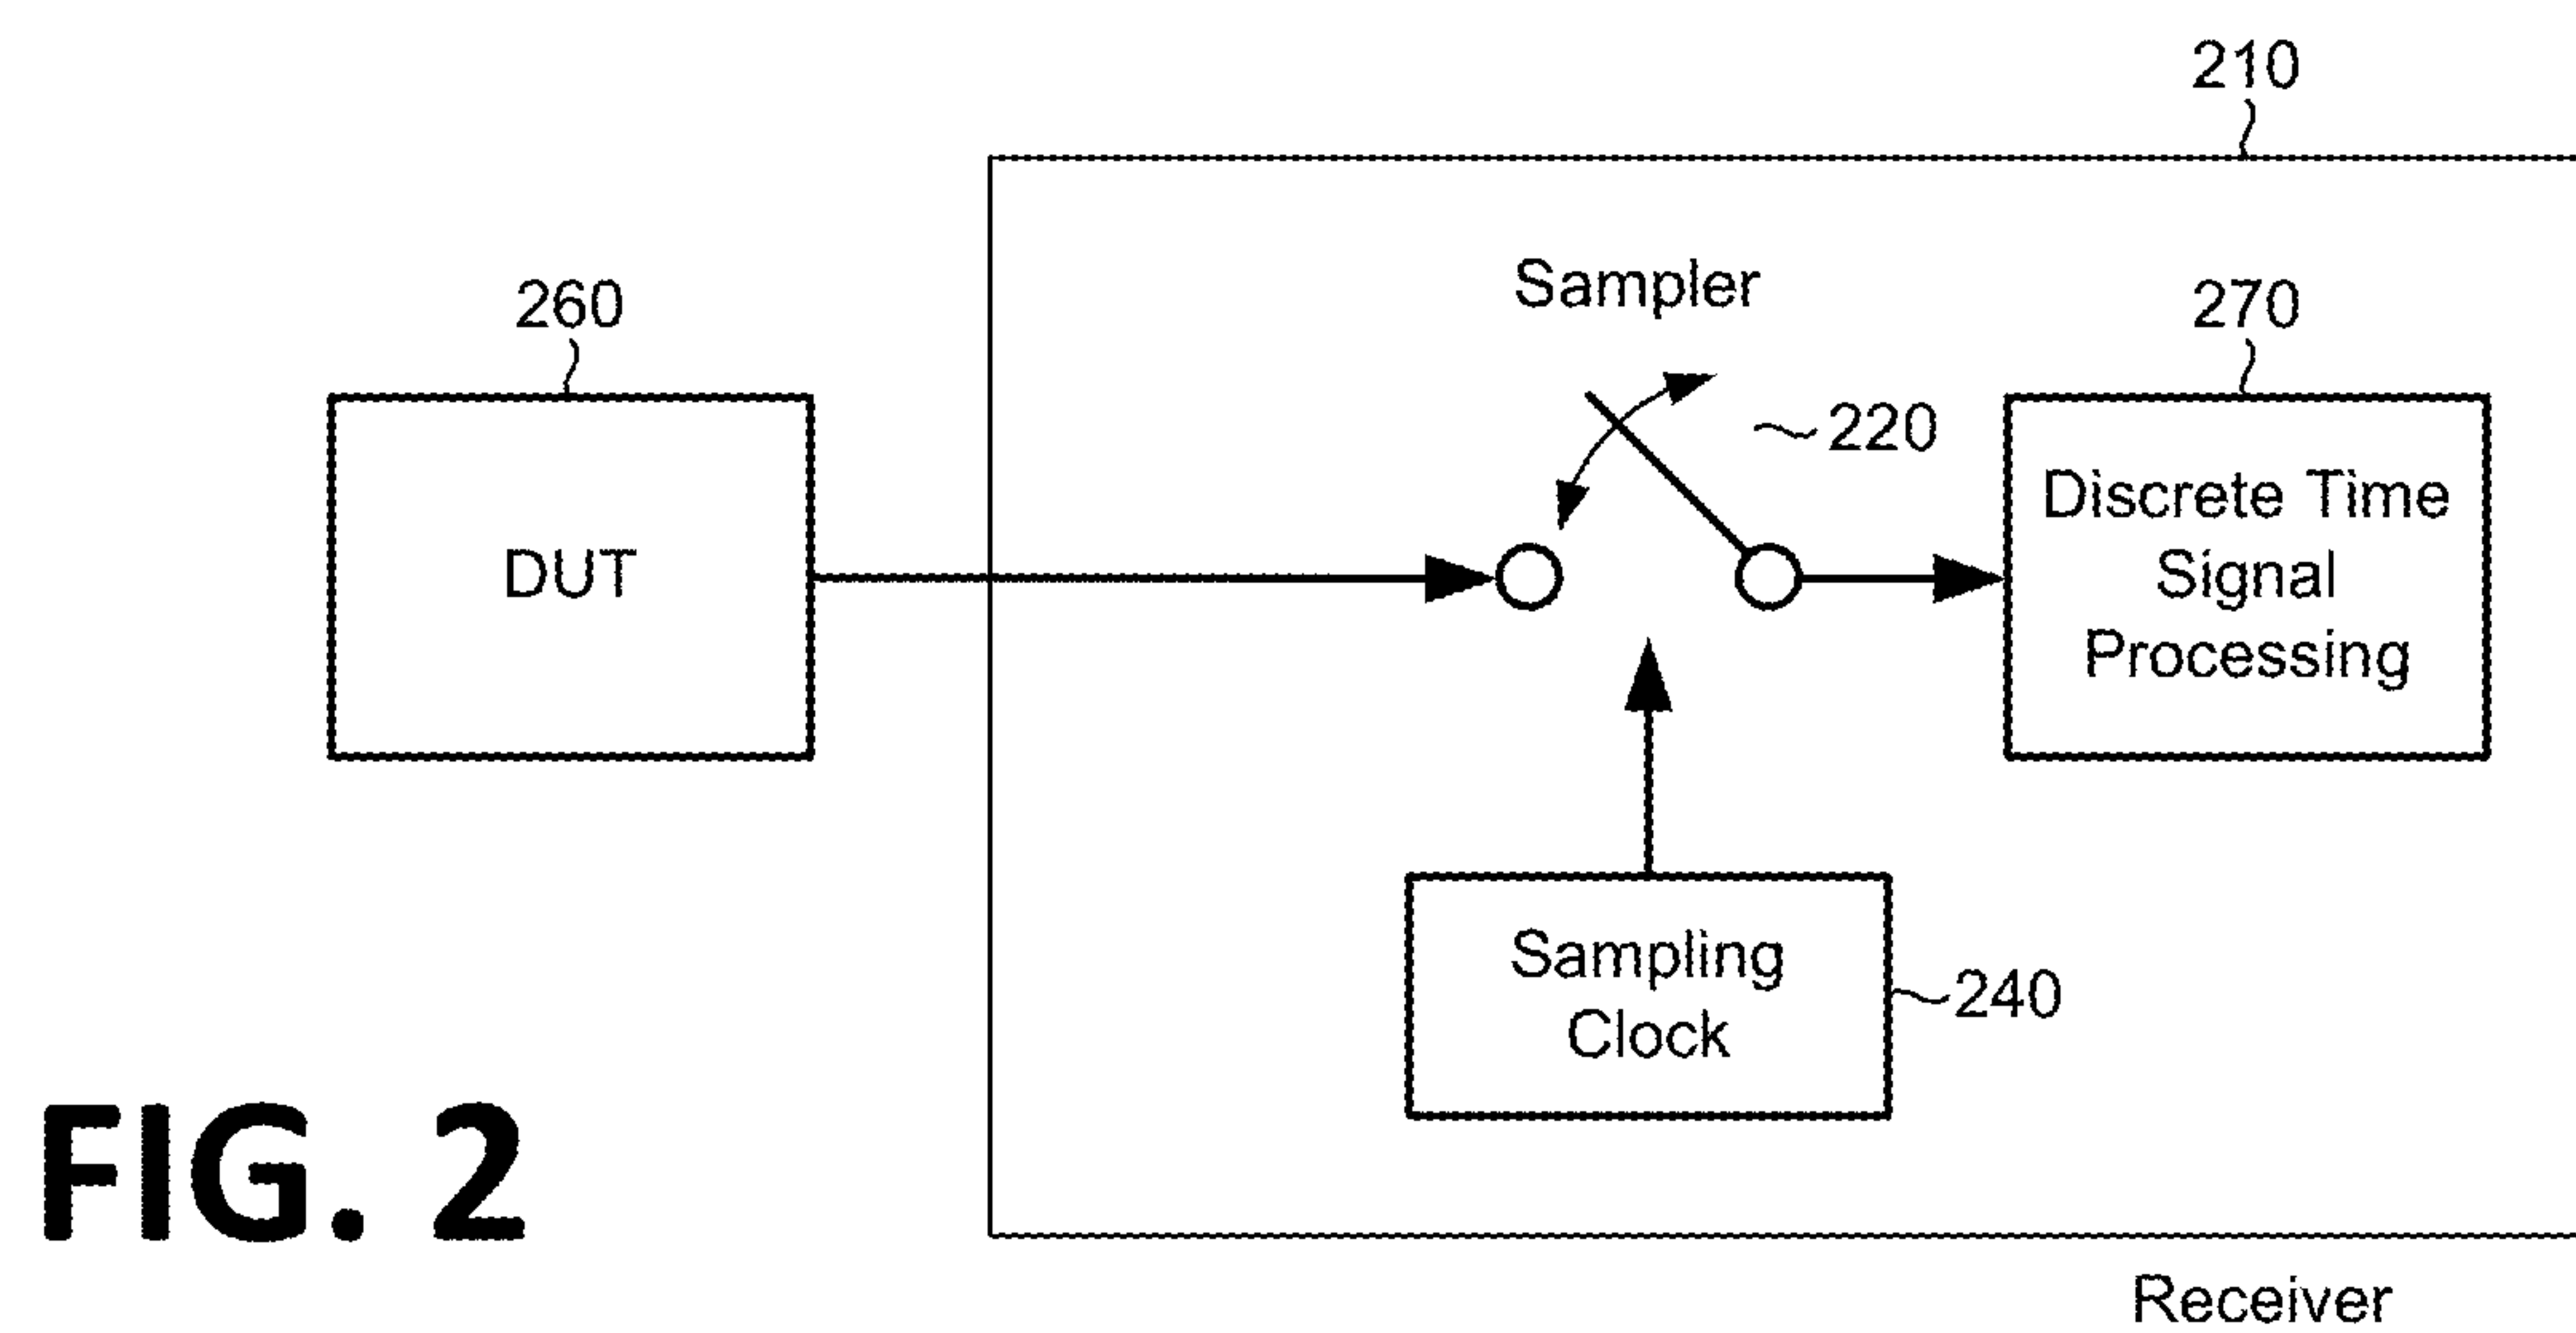 210
260
Sampler
270
220
DUT
Discrete Time
Signal
Processing
Sampling
Clock
240
FIG. 2
Receiver